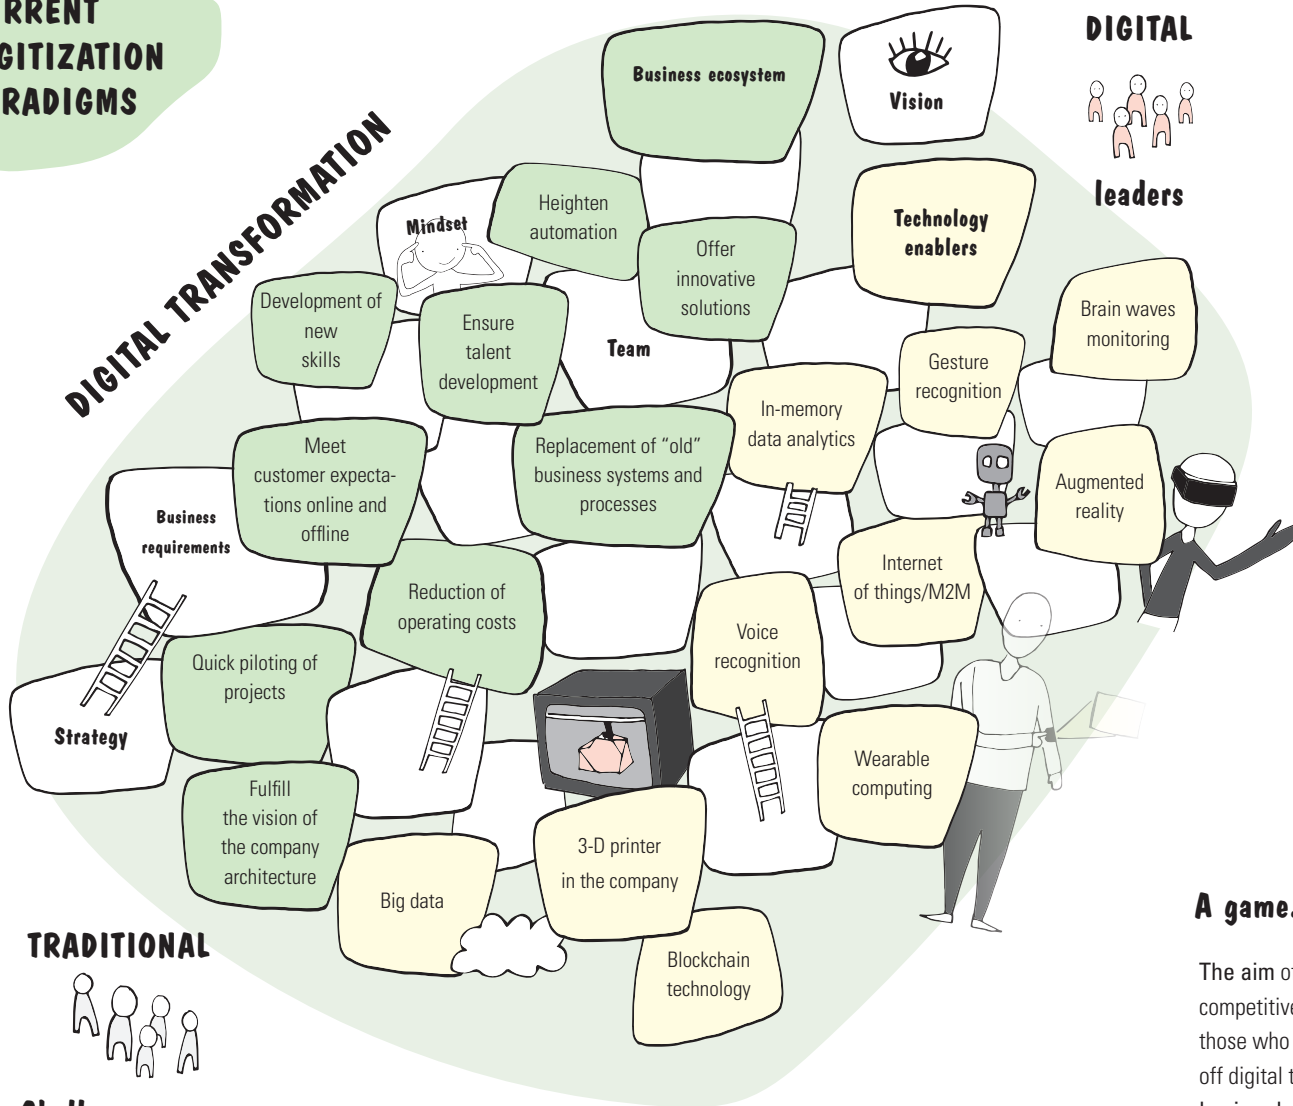 DIGITAL
leaders
DIGITAL TRANSFORMATION
Business ecosystem
Vision
Mindset
Heighten
automation
Offer
innovative
solutions
Technology
enablers
Development of
new
skills
Ensure
talent
development
Team
Brain waves
monitoring
Gesture
recognition
In-memory
data analytics
Meet
customer expecta-
tions online and
offline
Replacement of “old”
business systems and
processes
Augmented
reality
Business
requirements
Reduction of
operating costs
Internet
of things/M2M
Voice
recognition
Quick piloting of
projects
Strategy
Wearable
computing
Fulfill
the vision of
the company
architecture
3-D printer
in the company
Big data
Blockchain
technology
TRADITIONAL
A game
The aim
competitive
those who
off digital